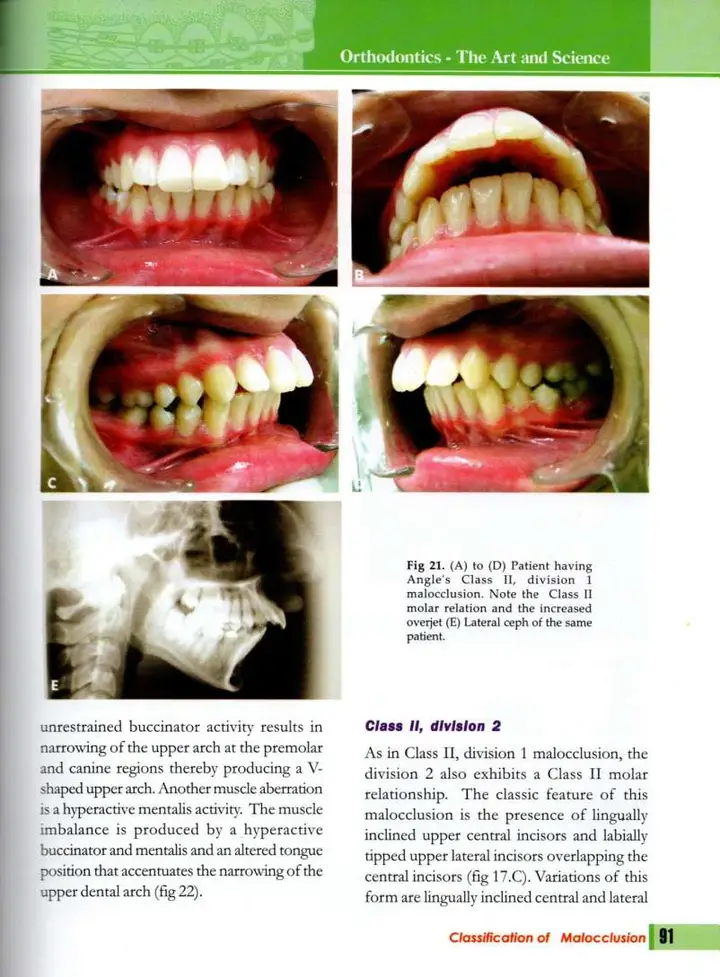 Orthodontics - The Art and Science
A
B
C
E
Fig 21. (A) to (D) Patient having
Angle's Class II, division 1
malocclusion. Note the Class II
molar relation and the increased
overjet (E) Lateral ceph of the same
patient.
unrestrained buccinator activity results in
narrowing of the upper arch at the premolar
and canine regions thereby producing a V-
shaped upper arch. Another muscle aberration
is a hyperactive mentalis activity. The muscle
imbalance is produced by a hyperactive
buccinator and mentalis and an altered tongue
position that accentuates the narrowing of the
upper dental arch (fig 22).
Class II, division 2
As in Class II, division 1 malocclusion, the
division 2 also exhibits a Class II molar
relationship. The classic feature of this
malocclusion is the presence of lingually
inclined upper central incisors and labially
tipped upper lateral incisors overlapping the
central incisors (fig 17.C). Variations of this
form are lingually inclined central and lateral
Classification of Malocclusion 91